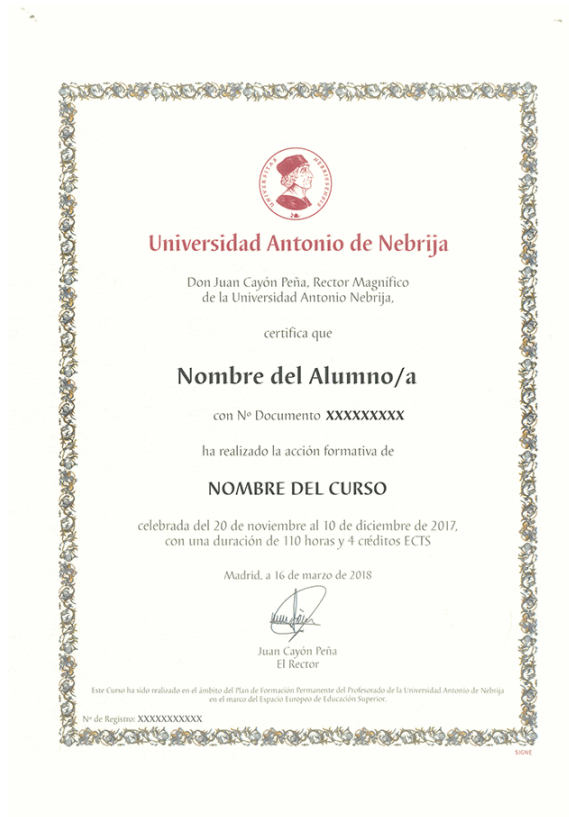 UNIVERSITAS NEBRISSENSIS
Universidad Antonio de Nebrija
Don Juan Cayón Peña, Rector Magnífico
de la Universidad Antonio Nebrija,
certifica que
Nombre del Alumno/a
con Nº Documento XXXXXXXXX
ha realizado la acción formativa de
NOMBRE DEL CURSO
celebrada del 20 de noviembre al 10 de diciembre de 2017,
con una duración de 110 horas y 4 créditos ECTS
Madrid, a 16 de marzo de 2018
Juan Cayón Peña
El Rector
Este Curso ha sido realizado en el ámbito del Plan de Formación Permanente del Profesorado de la Universidad Antonio de Nebrija
en el marco del Espacio Europeo de Educación Superior.
Nº de Registro: XXXXXXXXXXX
SIGNE